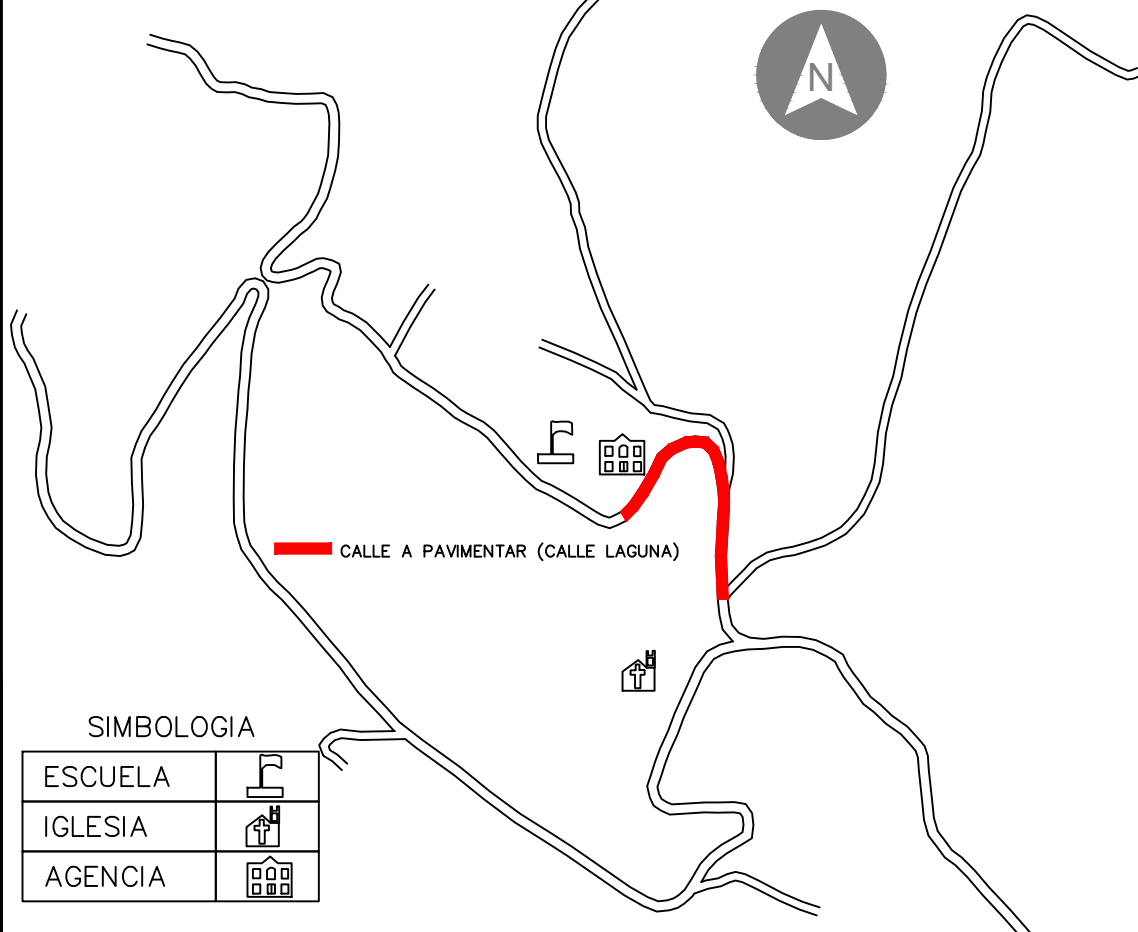 N
CALLE A PAVIMENTAR (CALLE LAGUNA)
SIMBOLOGIA
ESCUELA
IGLESIA
AGENCIA